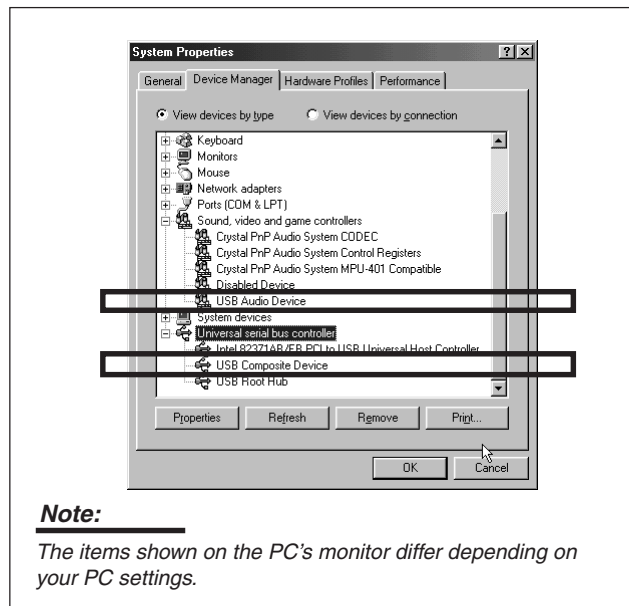 System Properties
General Device Manager Hardware Profiles Performance
View devices by type View devices by connection
Keyboard
Monitors
Mouse
Network adapters
Ports (COM & LPT)
Sound, video and game controllers
Crystal PnP Audio System CODEC
Crystal PnP Audio System Control Registers
Crystal PnP Audio System MPU-401 Compatible
Disabled Device
USB Audio Device
System devices
Universal serial bus controller
Intel 82371AB/EB PCI to USB Universal Host Controller
USB Composite Device
USB Root Hub
Properties Refresh Remove Print...
OK Cancel
Note:
The items shown on the PC's monitor differ depending on
your PC settings.